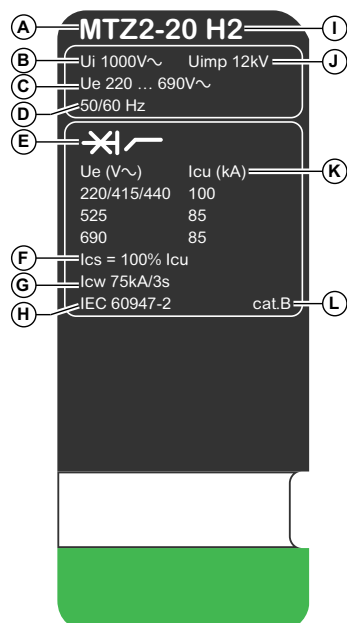 A MTZ2-20 H2 I
B Ui 1000V∿ Uimp 12kV J
C Ue 220 ... 690V∿
D 50/60 Hz
E
Ue (V∿) Icu (kA) K
220/415/440 100
525 85
690 85
F Ics = 100% Icu
G Icw 75kA/3s
H IEC 60947-2 cat.B L